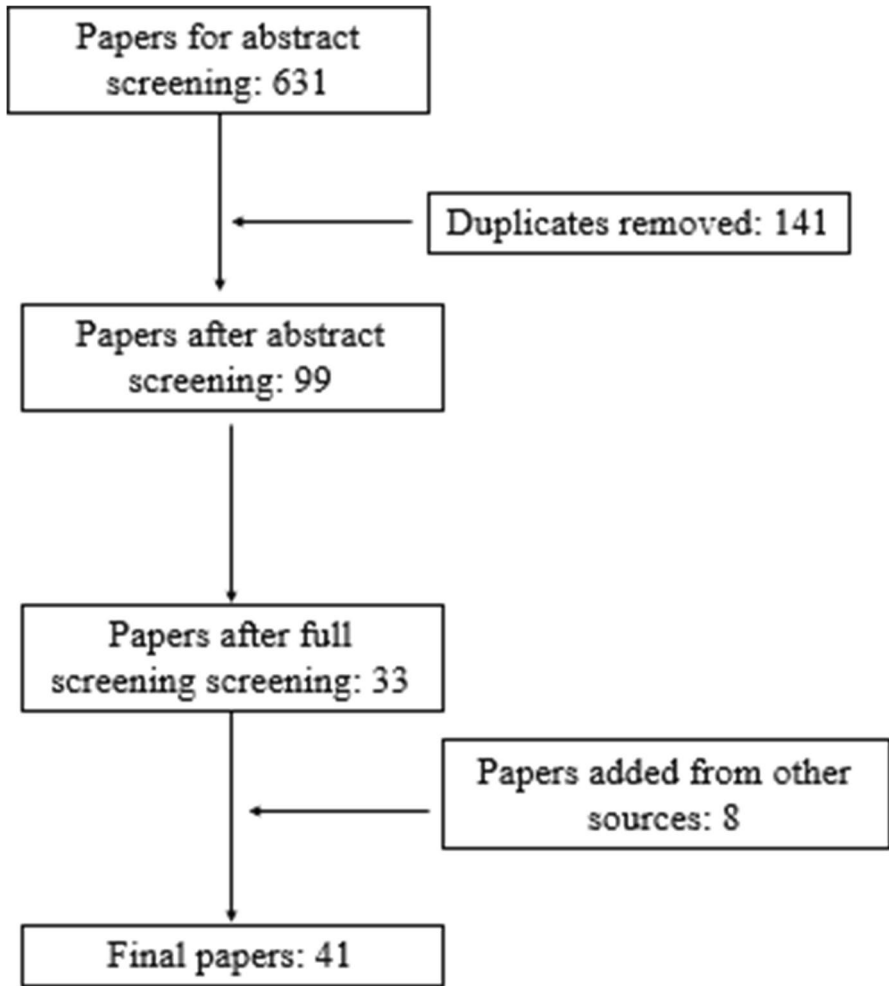 Papers for abstract
screening: 631
Duplicates removed: 141
Papers after abstract
screening: 99
Papers after full
screening screening: 33
Papers added from other
sources: 8
Final papers: 41